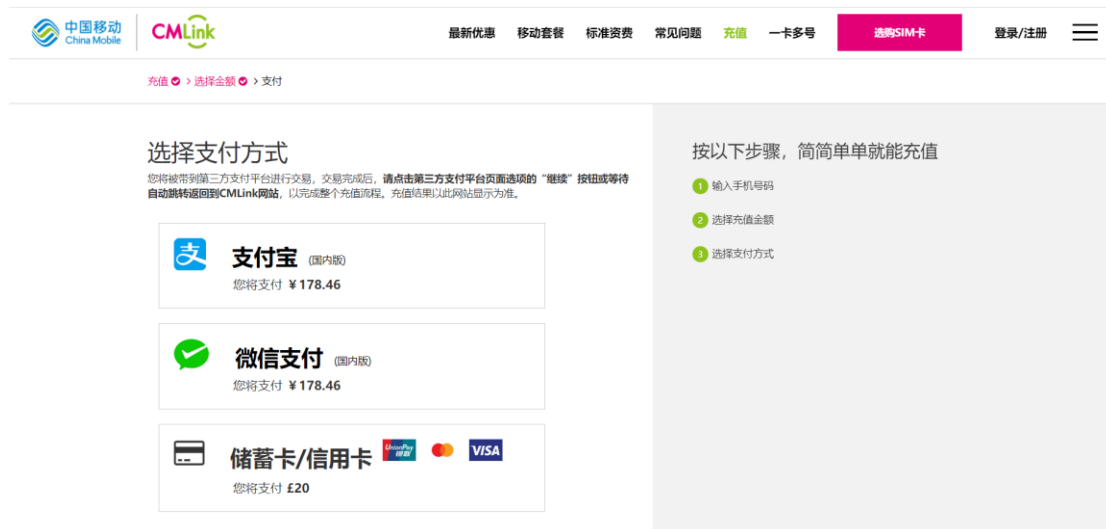 中国移动
China Mobile
CMLink
最新优惠 移动套餐 标准资费 常见问题 充值 一卡多号 选购SIM卡 登录/注册
充值 > 选择金额 > 支付
选择支付方式
您将被带到第三方支付平台进行交易，交易完成后，请点击第三方支付平台页面选项的“继续”按钮或等待
自动跳转返回到CMLink网站，以完成整个充值流程。充值结果以此网站显示为准。
支
支付宝 (国内版)
您将支付 ¥178.46
微信支付 (国内版)
您将支付 ¥178.46
储蓄卡/信用卡 UnionPay 银联 VISA
您将支付 £20
按以下步骤，简简单单就能充值
1 输入手机号码
2 选择充值金额
3 选择支付方式